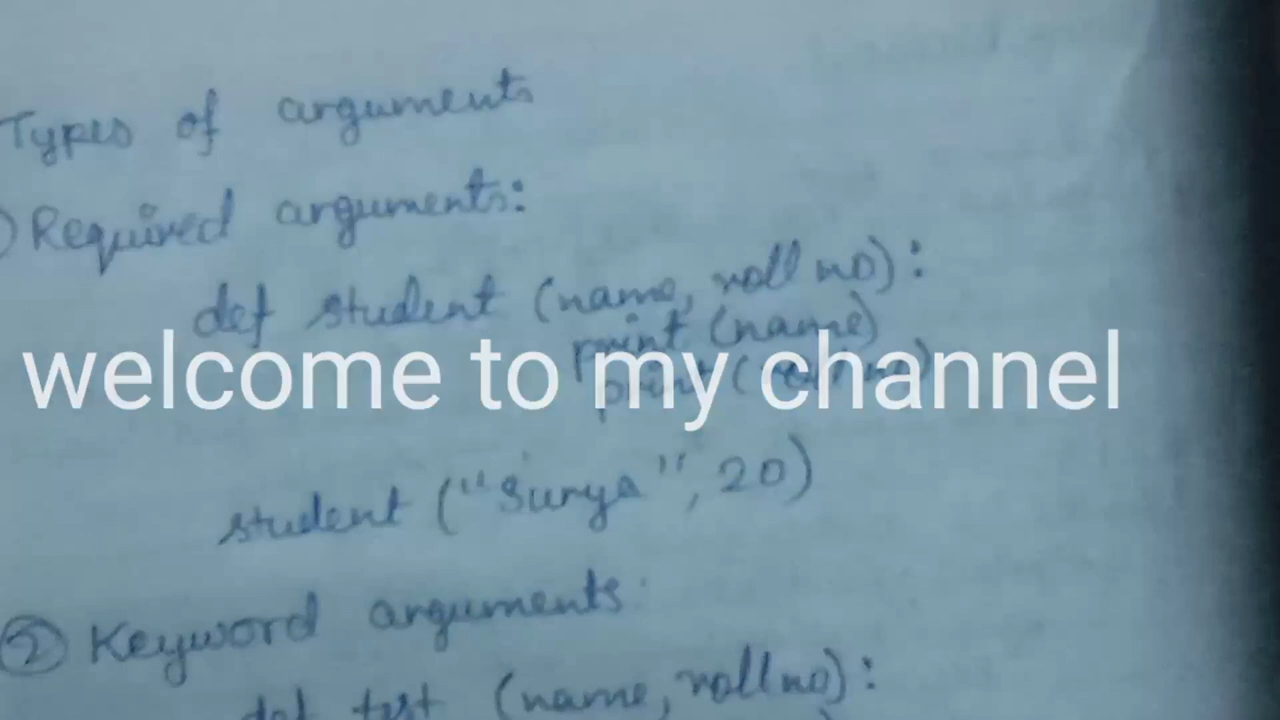 Types of arguments
) Required arguments:
def student (name, roll no):
print (name)
print (
welcome to my channel
student ("Surya", 20)
② Keyword arguments:
def test (name, roll no):